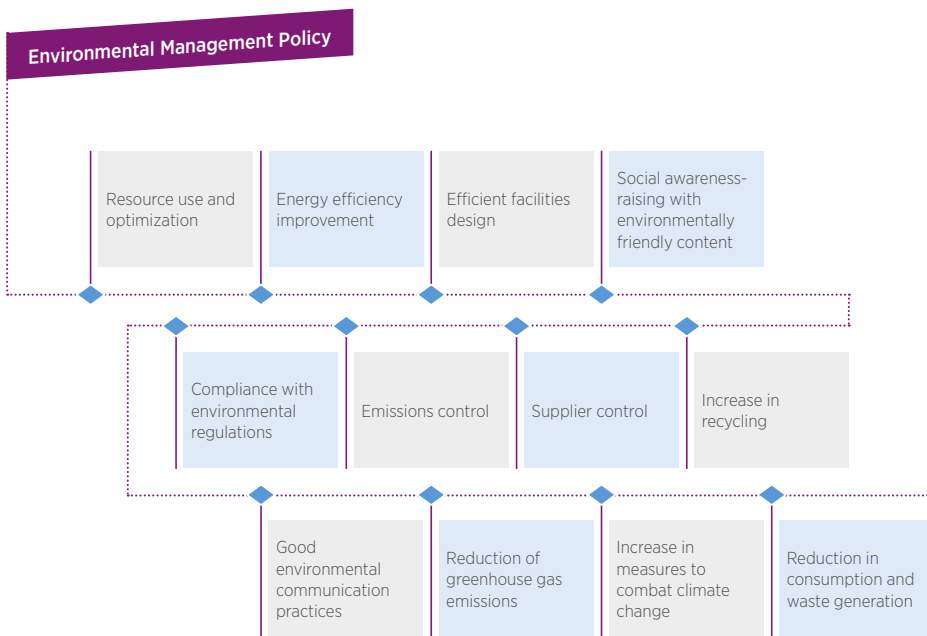 Environmental Management Policy
Resource use and
optimization
Energy efficiency
improvement
Efficient facilities
design
Social awareness-
raising with
environmentally
friendly content
Compliance with
environmental
regulations
Emissions control
Supplier control
Increase in
recycling
Good
environmental
communication
practices
Reduction of
greenhouse gas
emissions
Increase in
measures to
combat climate
change
Reduction in
consumption and
waste generation